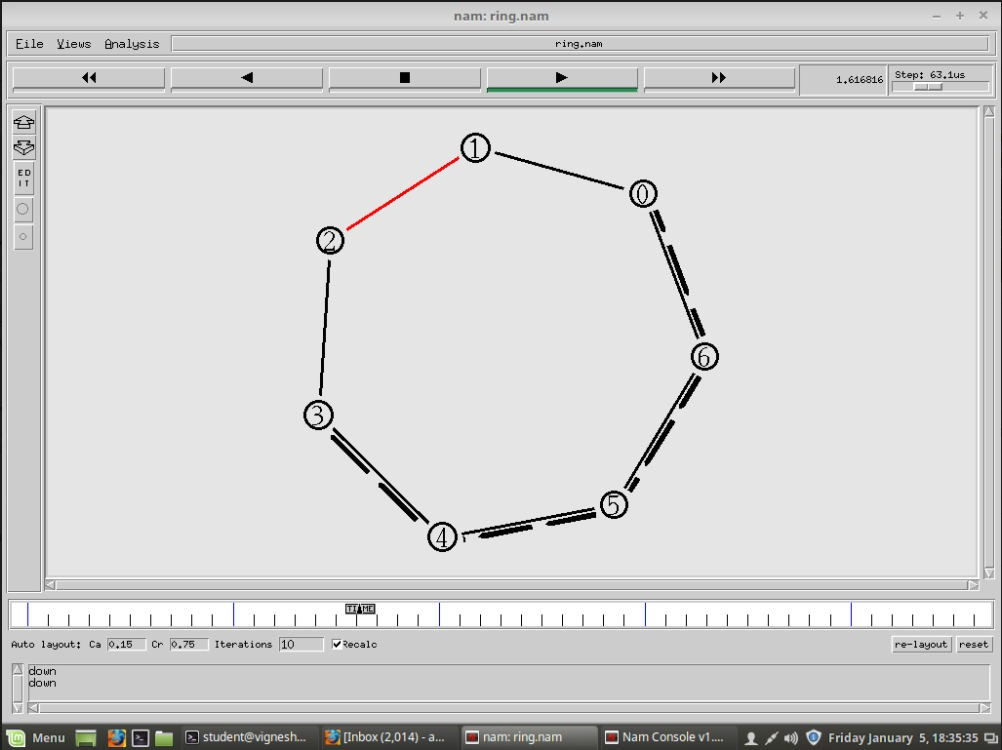 nam: ring.nam
File Views Analysis ring.nam
1.616816 Step: 63.1us
ED
IT
1
0
2
6
3
5
4
TIME
Auto layout: Ca 0.15 Cr 0.75 Iterations 10 Recalc re-layout reset
down
down
Menu student@vignesh... [Inbox (2,014) - a... nam: ring.nam Nam Console v1.... Friday January 5, 18:35:35